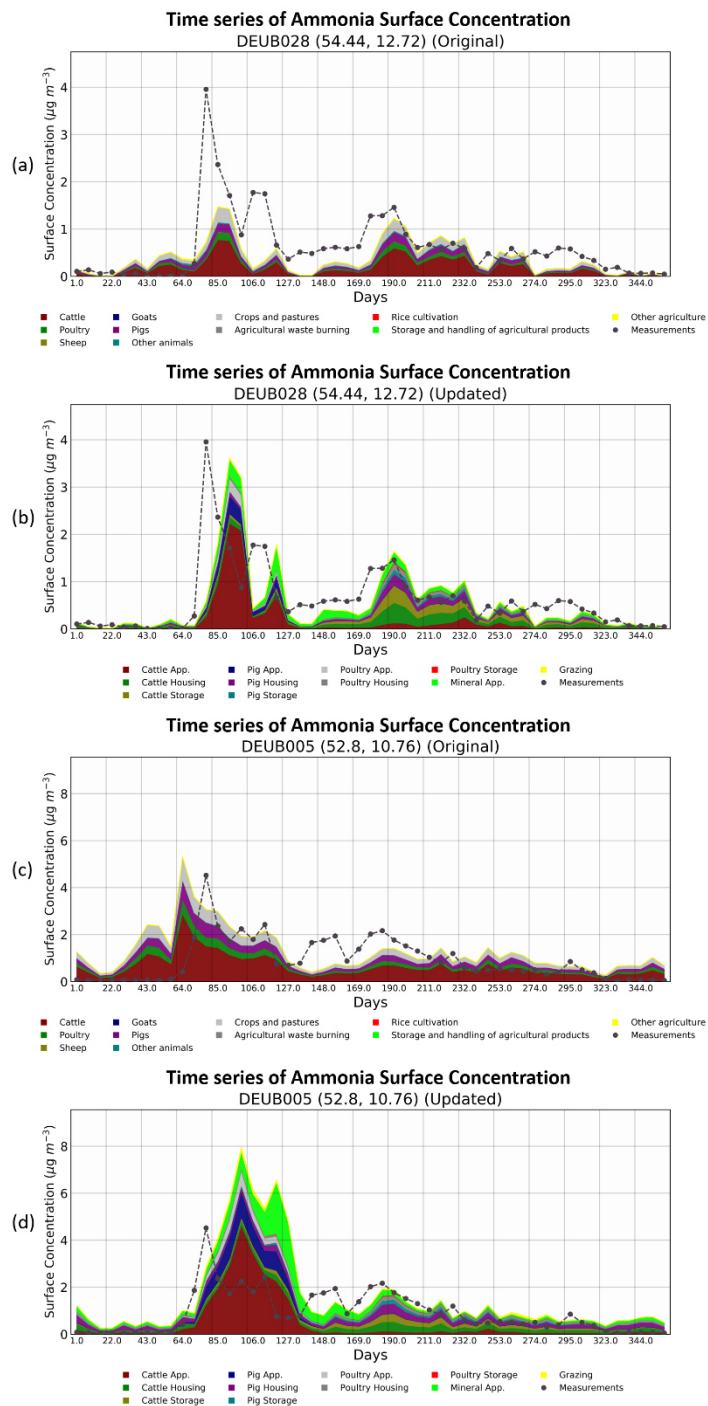 Time series of Ammonia Surface Concentration
DEUB028 (54.44, 12.72) (Original)
(a)
Surface Concentration (μg m⁻³)
4
3
2
1
0
1.0 22.0 43.0 64.0 85.0 106.0 127.0 148.0 169.0 190.0 211.0 232.0 253.0 274.0 295.0 323.0 344.0
Days
Cattle Goats Crops and pastures Rice cultivation Other agriculture
Poultry Pigs Agricultural waste burning Storage and handling of agricultural products Measurements
Sheep Other animals
Time series of Ammonia Surface Concentration
DEUB028 (54.44, 12.72) (Updated)
(b)
Surface Concentration (μg m⁻³)
4
3
2
1
0
1.0 22.0 43.0 64.0 85.0 106.0 127.0 148.0 169.0 190.0 211.0 232.0 253.0 274.0 295.0 323.0 344.0
Days
Cattle App. Pig App. Poultry App. Poultry Storage Grazing
Cattle Housing Pig Housing Poultry Housing Mineral App. Measurements
Cattle Storage Pig Storage
Time series of Ammonia Surface Concentration
DEUB005 (52.8, 10.76) (Original)
(c)
Surface Concentration (μg m⁻³)
8
6
4
2
0
1.0 22.0 43.0 64.0 85.0 106.0 127.0 148.0 169.0 190.0 211.0 232.0 253.0 274.0 295.0 323.0 344.0
Days
Cattle Goats Crops and pastures Rice cultivation Other agriculture
Poultry Pigs Agricultural waste burning Storage and handling of agricultural products Measurements
Sheep Other animals
Time series of Ammonia Surface Concentration
DEUB005 (52.8, 10.76) (Updated)
(d)
Surface Concentration (μg m⁻³)
8
6
4
2
0
1.0 22.0 43.0 64.0 85.0 106.0 127.0 148.0 169.0 190.0 211.0 232.0 253.0 274.0 295.0 323.0 344.0
Days
Cattle App. Pig App. Poultry App. Poultry Storage Grazing
Cattle Housing Pig Housing Poultry Housing Mineral App. Measurements
Cattle Storage Pig Storage